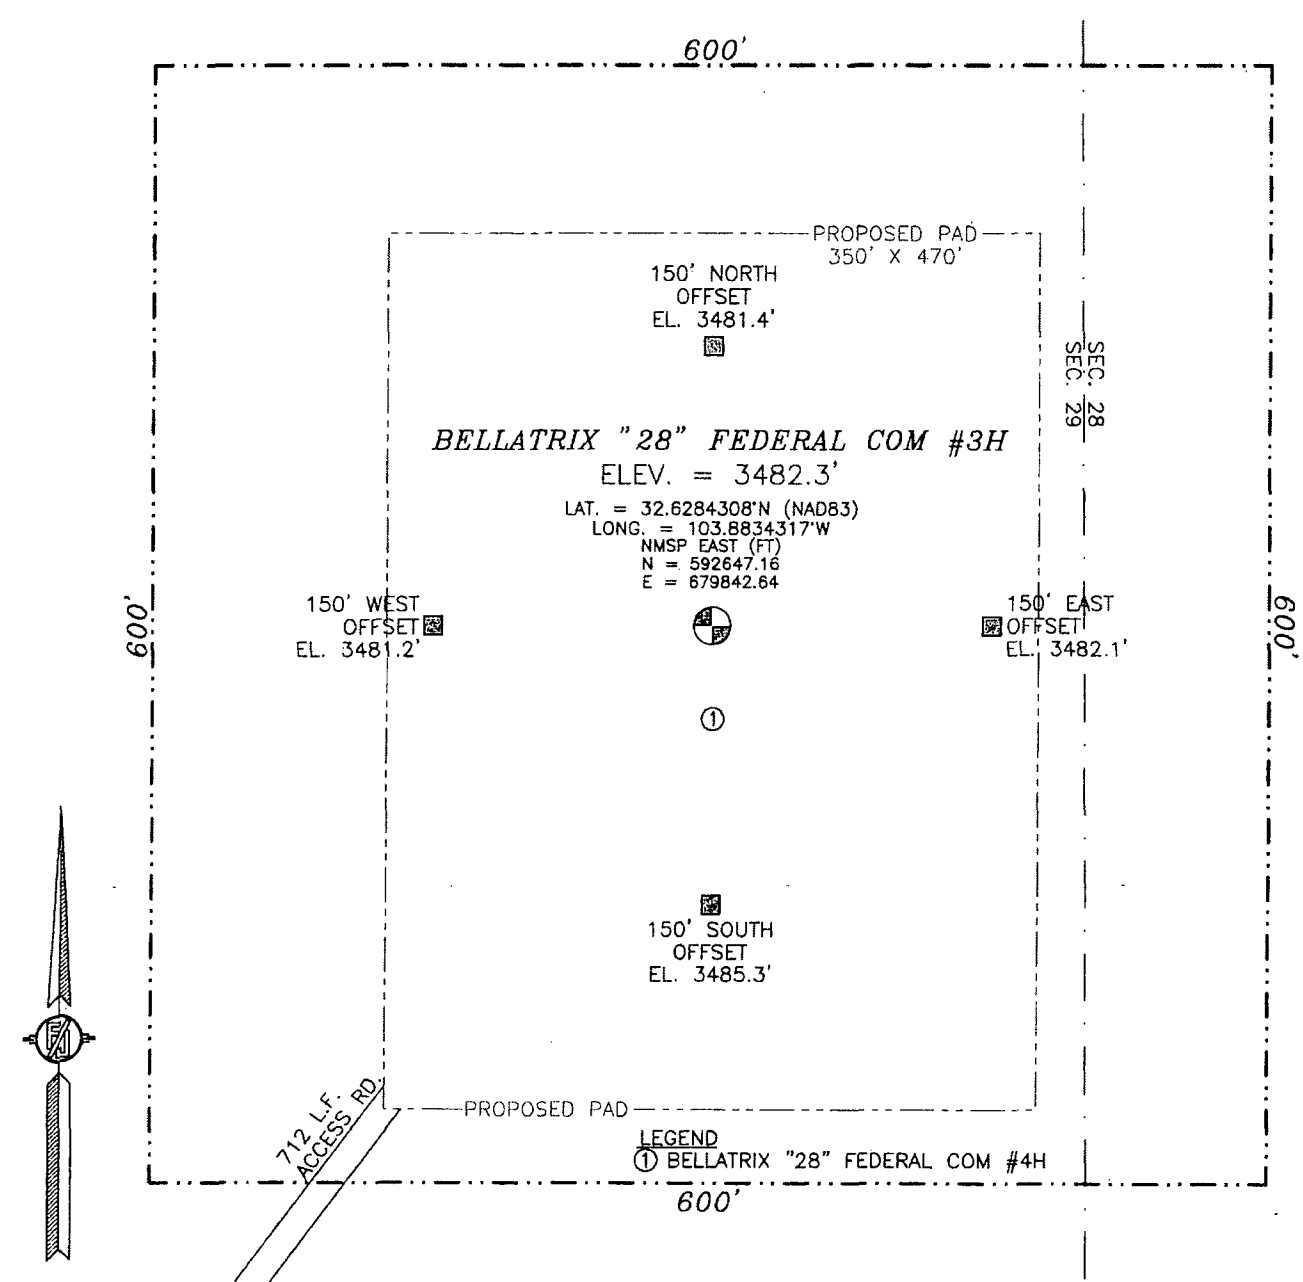 600'
PROPOSED PAD
350' X 470'
150' NORTH
OFFSET
EL. 3481.4'
SEC. 28
SEC. 29
BELLATRIX "28" FEDERAL COM #3H
ELEV. = 3482.3'
LAT. = 32.6284308°N (NAD83)
LONG. = 103.8834317°W
NMSP EAST (FT)
N = 592647.16
E = 679842.64
600'
150' WEST
OFFSET
EL. 3481.2'
150' EAST
OFFSET
EL. 3482.1'
600'
1
150' SOUTH
OFFSET
EL. 3485.3'
712 L.F.
ACCESS RD.
PROPOSED PAD
LEGEND
1 BELLATRIX "28" FEDERAL COM #4H
600'